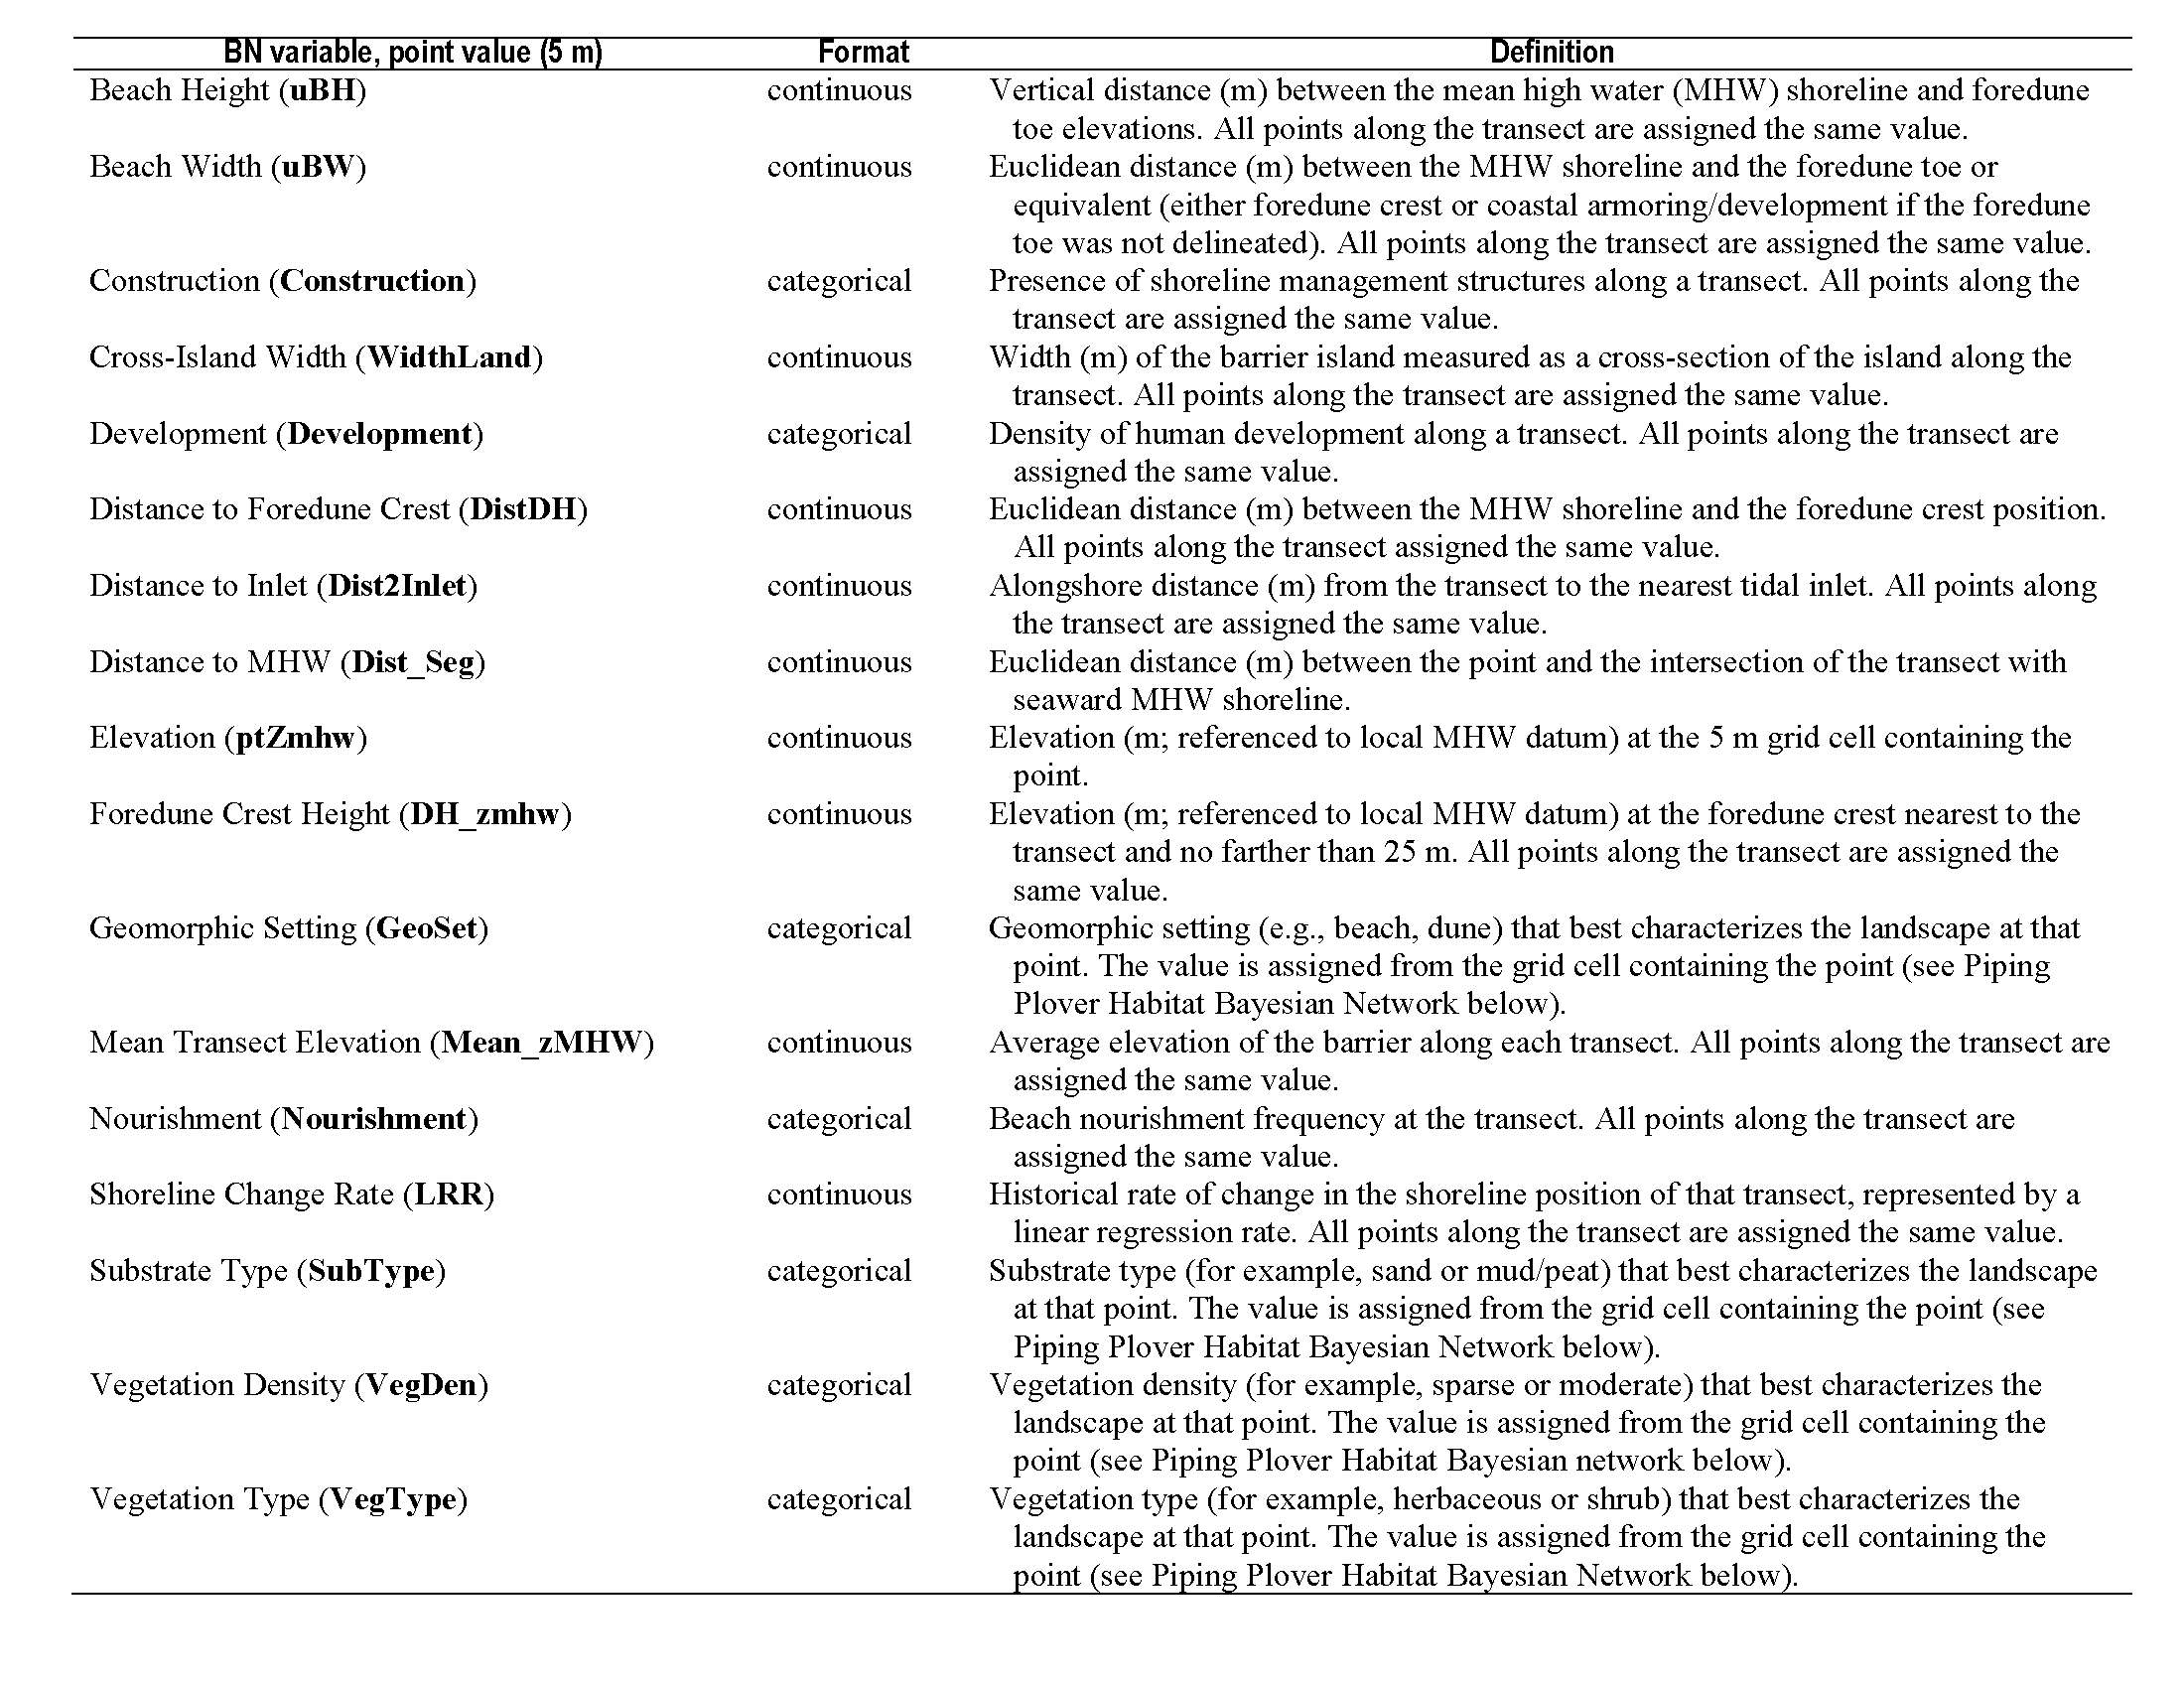 BN variable, point value (5 m) Format Definition
Beach Height (uBH) continuous Vertical distance (m) between the mean high water (MHW) shoreline and foredune
toe elevations. All points along the transect are assigned the same value.
Beach Width (uBW) continuous Euclidean distance (m) between the MHW shoreline and the foredune toe or
equivalent (either foredune crest or coastal armoring/development if the foredune
toe was not delineated). All points along the transect are assigned the same value.
Construction (Construction) categorical Presence of shoreline management structures along a transect. All points along the
transect are assigned the same value.
Cross-Island Width (WidthLand) continuous Width (m) of the barrier island measured as a cross-section of the island along the
transect. All points along the transect are assigned the same value.
Development (Development) categorical Density of human development along a transect. All points along the transect are
assigned the same value.
Distance to Foredune Crest (DistDH) continuous Euclidean distance (m) between the MHW shoreline and the foredune crest position.
All points along the transect assigned the same value.
Distance to Inlet (Dist2Inlet) continuous Alongshore distance (m) from the transect to the nearest tidal inlet. All points along
the transect are assigned the same value.
Distance to MHW (Dist_Seg) continuous Euclidean distance (m) between the point and the intersection of the transect with
seaward MHW shoreline.
Elevation (ptZmhw) continuous Elevation (m; referenced to local MHW datum) at the 5 m grid cell containing the
point.
Foredune Crest Height (DH_zmhw) continuous Elevation (m; referenced to local MHW datum) at the foredune crest nearest to the
transect and no farther than 25 m. All points along the transect are assigned the
same value.
Geomorphic Setting (GeoSet) categorical Geomorphic setting (e.g., beach, dune) that best characterizes the landscape at that
point. The value is assigned from the grid cell containing the point (see Piping
Plover Habitat Bayesian Network below).
Mean Transect Elevation (Mean_zMHW) continuous Average elevation of the barrier along each transect. All points along the transect are
assigned the same value.
Nourishment (Nourishment) categorical Beach nourishment frequency at the transect. All points along the transect are
assigned the same value.
Shoreline Change Rate (LRR) continuous Historical rate of change in the shoreline position of that transect, represented by a
linear regression rate. All points along the transect are assigned the same value.
Substrate Type (SubType) categorical Substrate type (for example, sand or mud/peat) that best characterizes the landscape
at that point. The value is assigned from the grid cell containing the point (see
Piping Plover Habitat Bayesian Network below).
Vegetation Density (VegDen) categorical Vegetation density (for example, sparse or moderate) that best characterizes the
landscape at that point. The value is assigned from the grid cell containing the
point (see Piping Plover Habitat Bayesian network below).
Vegetation Type (VegType) categorical Vegetation type (for example, herbaceous or shrub) that best characterizes the
landscape at that point. The value is assigned from the grid cell containing the
point (see Piping Plover Habitat Bayesian Network below).